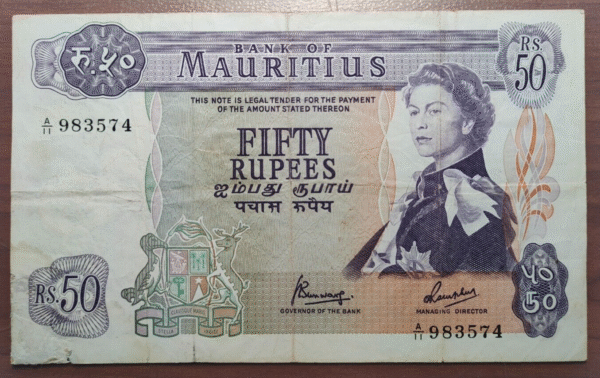 रु.५०
BANK OF
MAURITIUS
RS.
50
THIS NOTE IS LEGAL TENDER FOR THE PAYMENT
OF THE AMOUNT STATED THEREON
A/11 983574
FIFTY
RUPEES
ஐம்பது ரூபாய்
पचास रूपैय
RS.50
GOVERNOR OF THE BANK
MANAGING DIRECTOR
A/11 983574